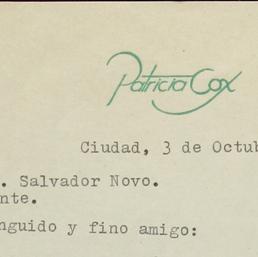 Patricia Cox
Ciudad, 3 de Octub
. Salvador Novo.
nte.
nguido y fino amigo: